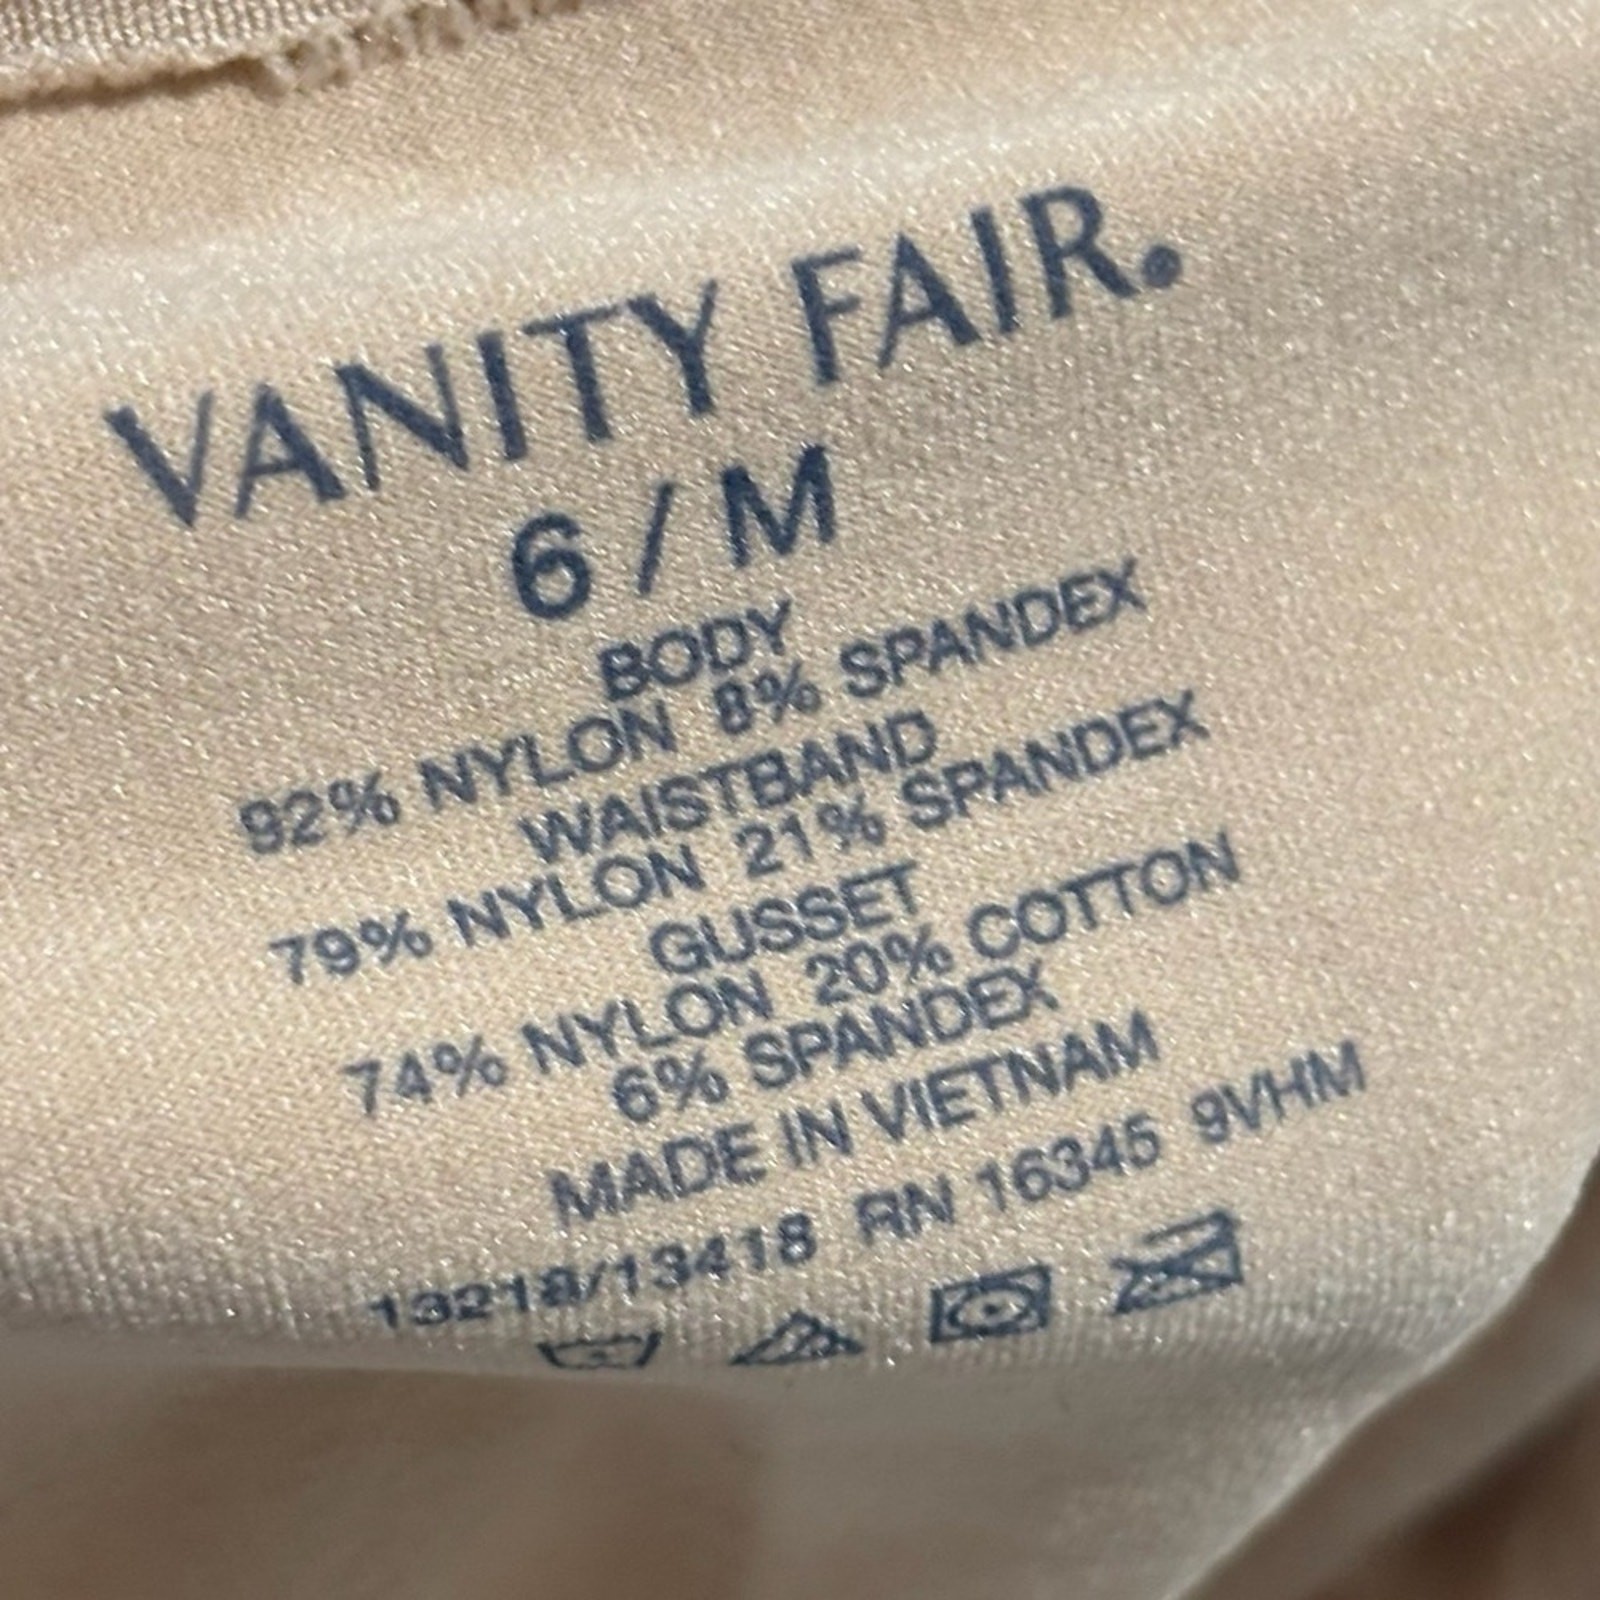 VANITY FAIR.
6 / M
BODY
92% NYLON 8% SPANDEX
WAISTBAND
79% NYLON 21% SPANDEX
GUSSET
74% NYLON 20% COTTON
6% SPANDEX
MADE IN VIETNAM
13218/13418 RN 16345 9VHM